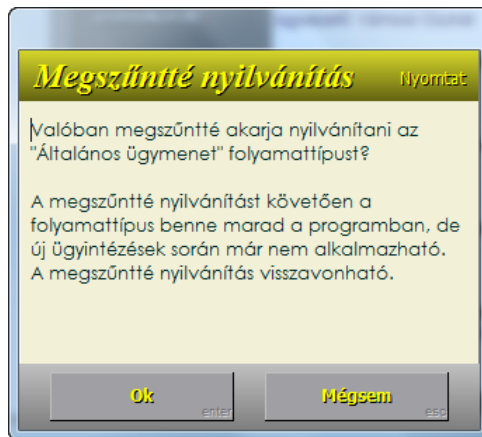 Megszűntté nyilvánítás Nyomtat
Valóban megszűntté akarja nyilvánítani az
"Általános ügymenet" folyamattípust?
A megszűntté nyilvánítást követően a
folyamattípus benne marad a programban, de
új ügyintézések során már nem alkalmazható.
A megszűntté nyilvánítás visszavonható.
Ok Mégsem
enter esc